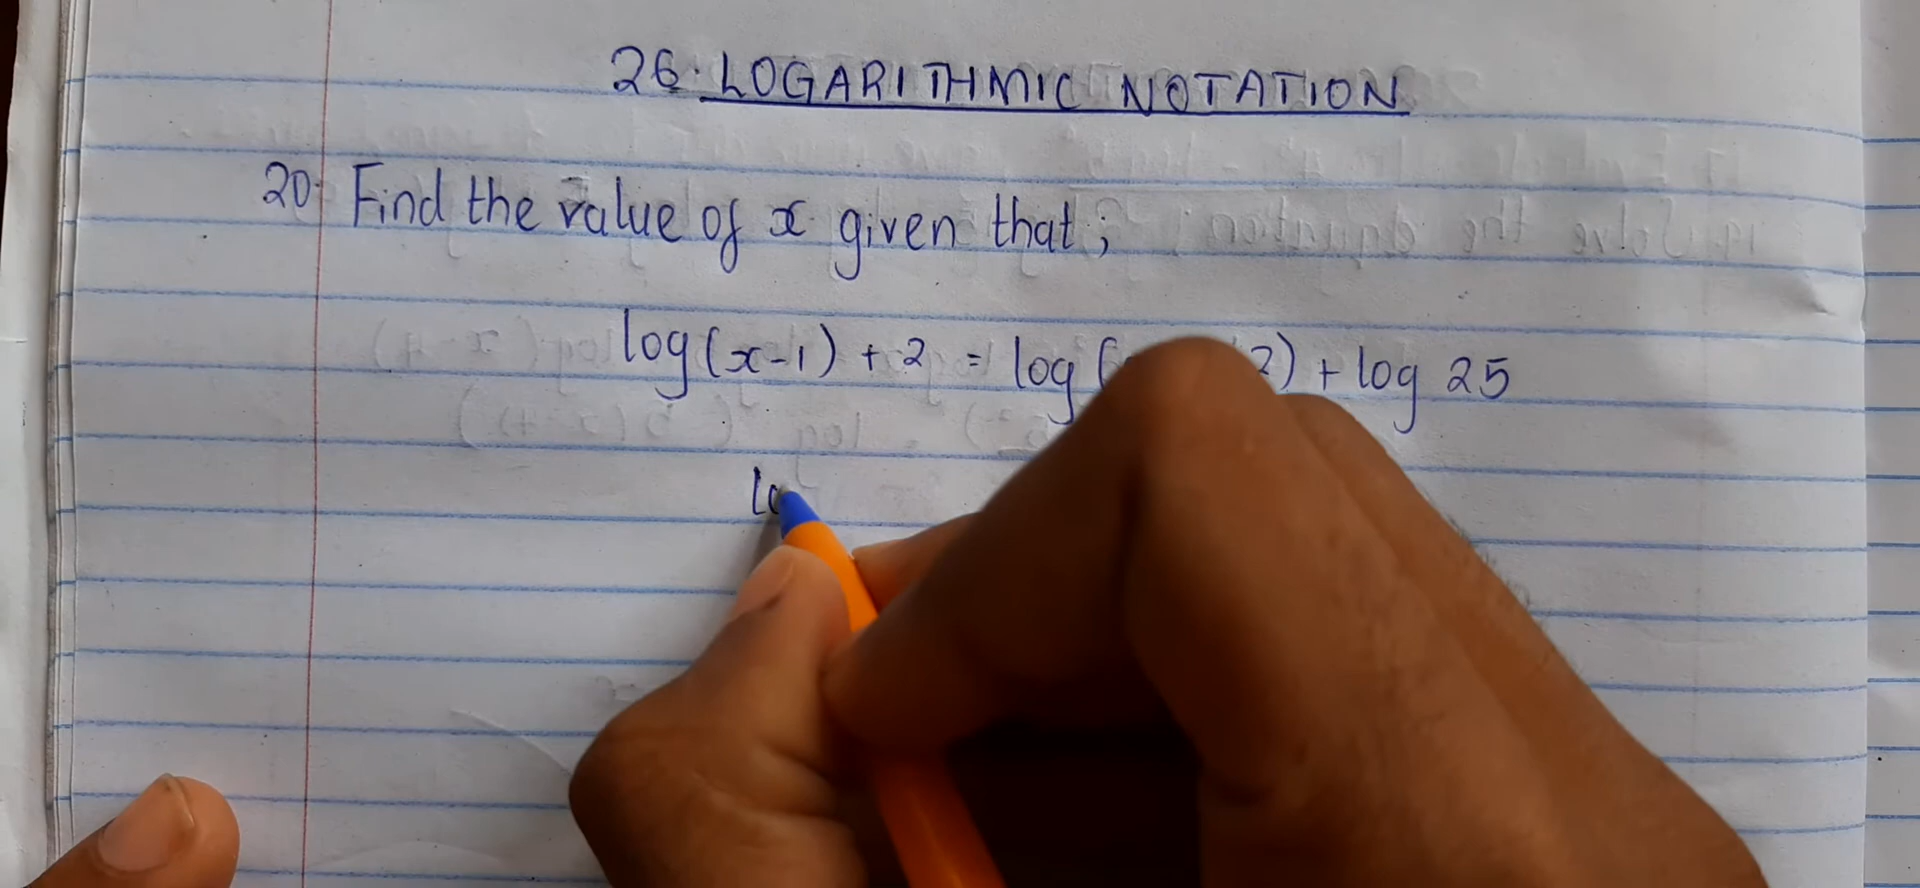 26. LOGARITHMIC NOTATION
20. Find the value of x given that;
log(x-1) + 2 = log( 2) + log 25
lo